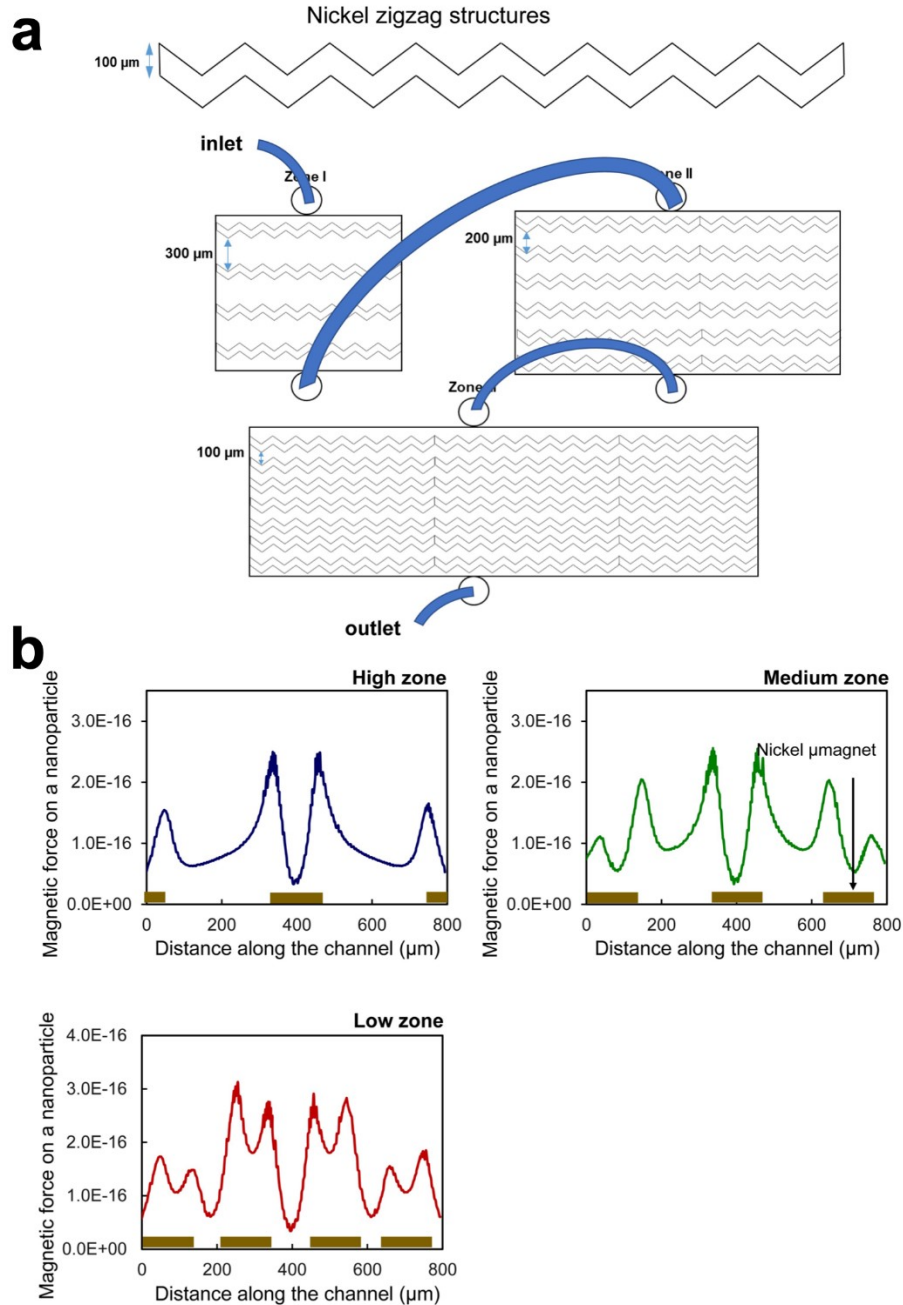 a
Nickel zigzag structures
100 µm
inlet
Zone I
ne II
300 µm
200 µm
Zone
100 µm
outlet
b
High zone
Magnetic force on a nanoparticle
3.0E-16
2.0E-16
1.0E-16
0.0E+00
0 200 400 600 800
Distance along the channel (µm)
Medium zone
Magnetic force on a nanoparticle
3.0E-16
2.0E-16
1.0E-16
0.0E+00
Nickel µmagnet
0 200 400 600 800
Distance along the channel (µm)
Low zone
Magnetic force on a nanoparticle
4.0E-16
3.0E-16
2.0E-16
1.0E-16
0.0E+00
0 200 400 600 800
Distance along the channel (µm)